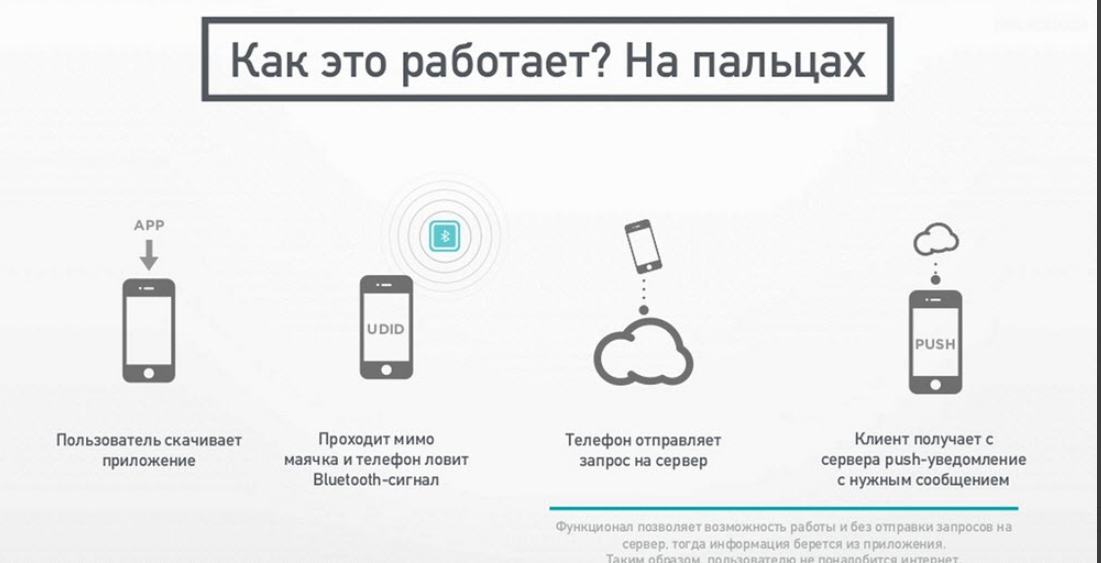 Как это работает? На пальцах
APP
UDID
PUSH
Пользователь скачивает
приложение
Проходит мимо
маячка и телефон ловит
Bluetooth-сигнал
Телефон отправляет
запрос на сервер
Клиент получает с
сервера push-уведомление
с нужным сообщением
Функционал позволяет возможность работы и без отправки запросов на
сервер, тогда информация берется из приложения.
Таким образом, пользователю не понадобится интернет.